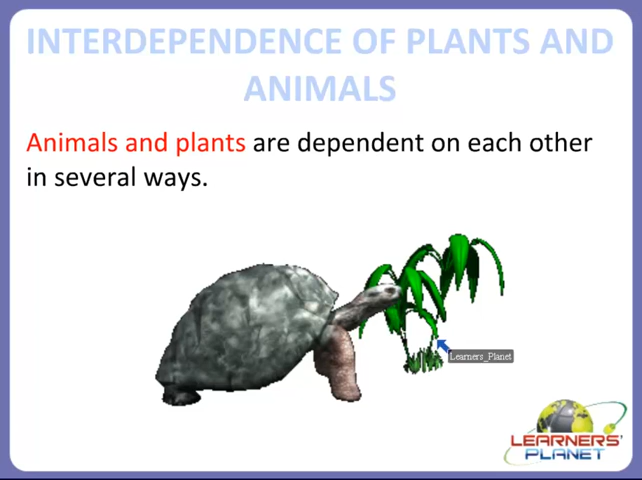 INTERDEPENDENCE OF PLANTS AND
ANIMALS
Animals and plants are dependent on each other
in several ways.
Learners_Planet
LEARNERS'
PLANET